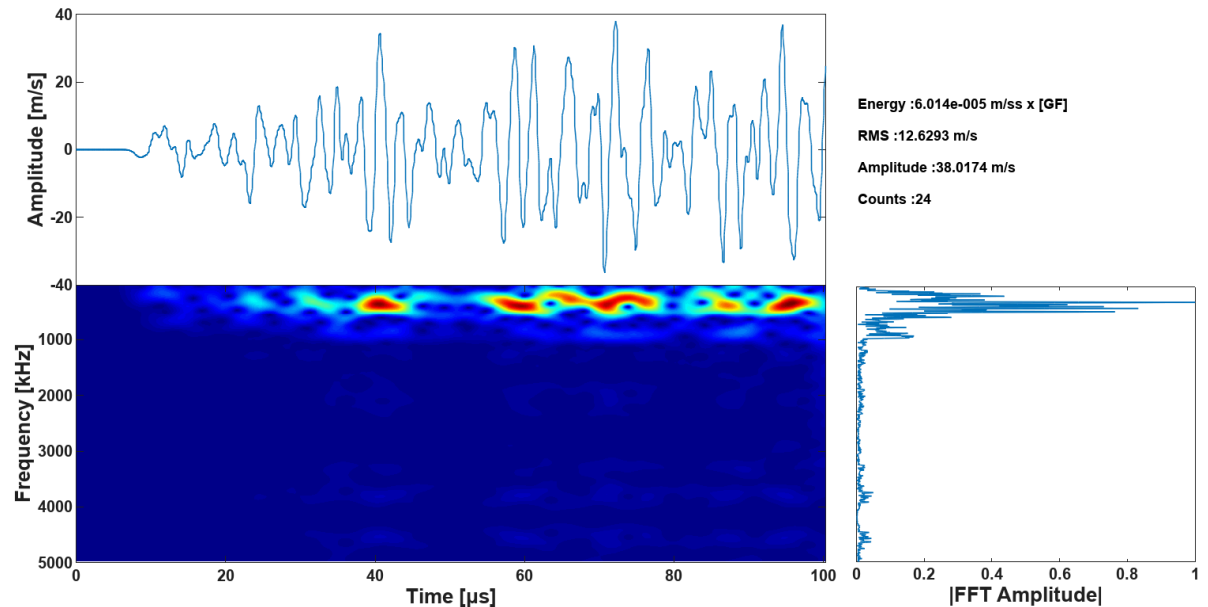 40
20
0
-20
-40
Amplitude [m/s]
Energy :6.014e-005 m/ss x [GF]
RMS :12.6293 m/s
Amplitude :38.0174 m/s
Counts :24
1000
2000
3000
4000
5000
Frequency [kHz]
0 20 40 60 80 100
Time [µs]
0 0.2 0.4 0.6 0.8 1
|FFT Amplitude|